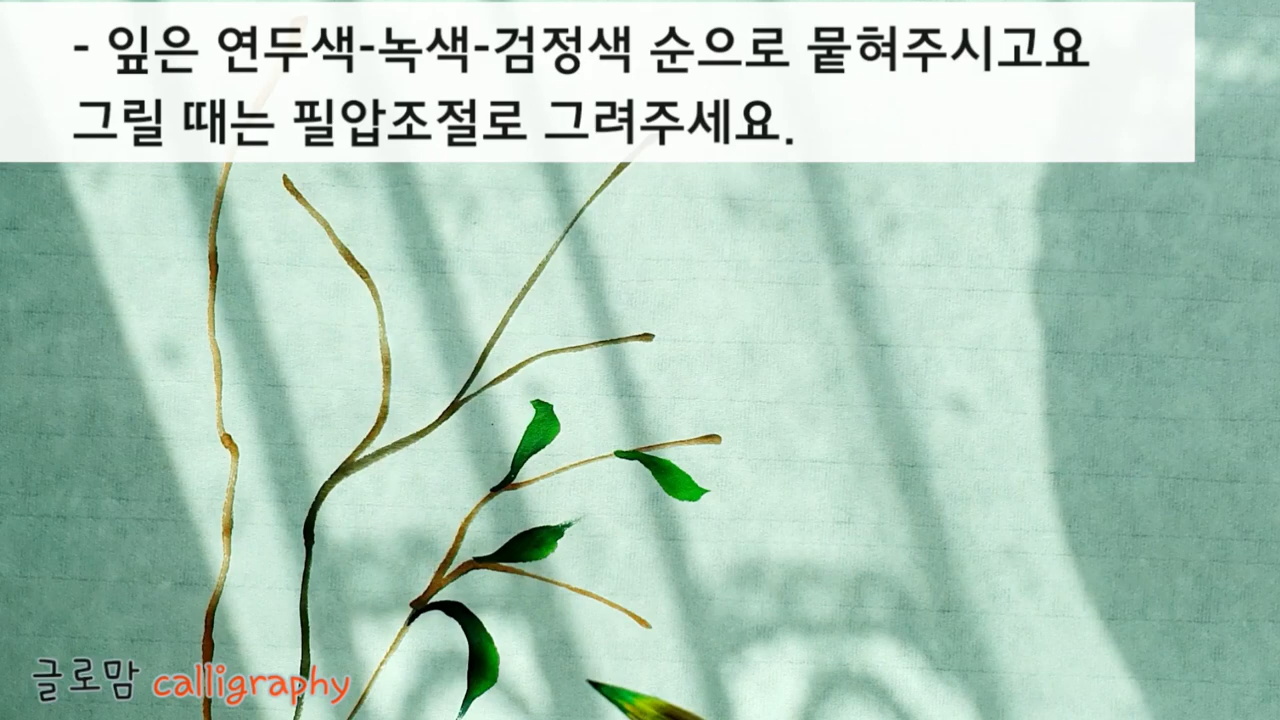 - 잎은 연두색-녹색-검정색 순으로 뭍혀주시고요
그릴 때는 필압조절로 그려주세요.
글로맘 calligraphy